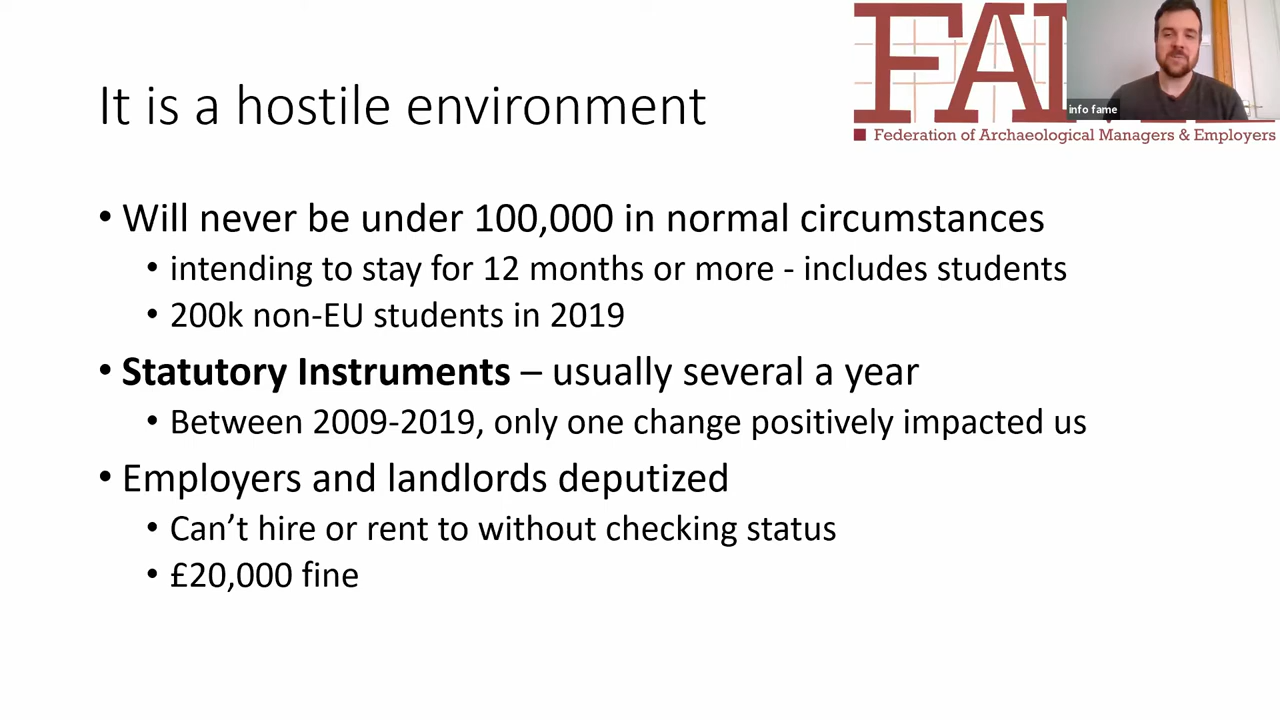 FA
info fame
Federation of Archaeological Managers & Employers
It is a hostile environment
• Will never be under 100,000 in normal circumstances
• intending to stay for 12 months or more - includes students
• 200k non-EU students in 2019
• Statutory Instruments – usually several a year
• Between 2009-2019, only one change positively impacted us
• Employers and landlords deputized
• Can’t hire or rent to without checking status
• £20,000 fine